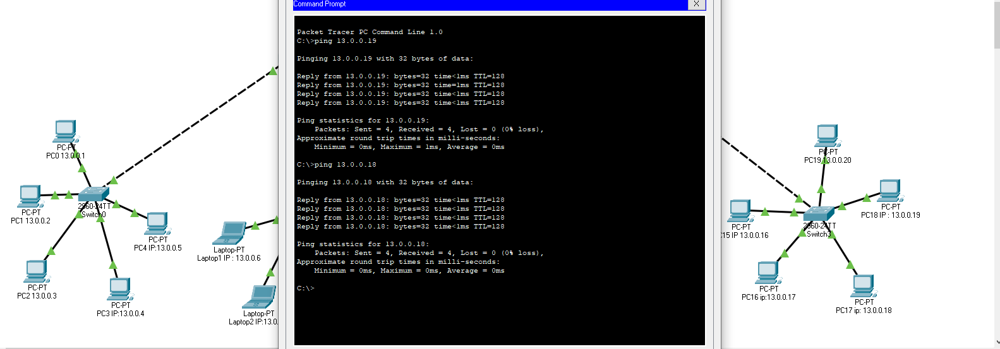 Command Prompt
X
Packet Tracer PC Command Line 1.0
C:\>ping 13.0.0.19
Pinging 13.0.0.19 with 32 bytes of data:
Reply from 13.0.0.19: bytes=32 time<1ms TTL=128
Reply from 13.0.0.19: bytes=32 time=1ms TTL=128
Reply from 13.0.0.19: bytes=32 time<1ms TTL=128
Reply from 13.0.0.19: bytes=32 time<1ms TTL=128
Ping statistics for 13.0.0.19:
Packets: Sent = 4, Received = 4, Lost = 0 (0% loss),
Approximate round trip times in milli-seconds:
Minimum = 0ms, Maximum = 1ms, Average = 0ms
C:\>ping 13.0.0.18
Pinging 13.0.0.18 with 32 bytes of data:
Reply from 13.0.0.18: bytes=32 time<1ms TTL=128
Reply from 13.0.0.18: bytes=32 time<1ms TTL=128
Reply from 13.0.0.18: bytes=32 time<1ms TTL=128
Reply from 13.0.0.18: bytes=32 time<1ms TTL=128
Ping statistics for 13.0.0.18:
Packets: Sent = 4, Received = 4, Lost = 0 (0% loss),
Approximate round trip times in milli-seconds:
Minimum = 0ms, Maximum = 0ms, Average = 0ms
C:\>
PC-PT
PC0 13.0.0.1
PC-PT
PC1 13.0.0.2
2960-24TT
Switch0
PC-PT
PC4 IP:13.0.0.5
PC-PT
PC2 13.0.0.3
PC-PT
PC3 IP:13.0.0.4
Laptop-PT
Laptop1 IP : 13.0.0.6
Laptop-PT
Laptop2 IP:13.0.
PC-PT
PC19 13.0.0.20
PC-PT
PC18 IP : 13.0.0.19
PC-PT
C15 IP 13.0.0.16
2960-24TT
Switch3
PC-PT
PC16 ip:13.0.0.17
PC-PT
PC17 ip: 13.0.0.18